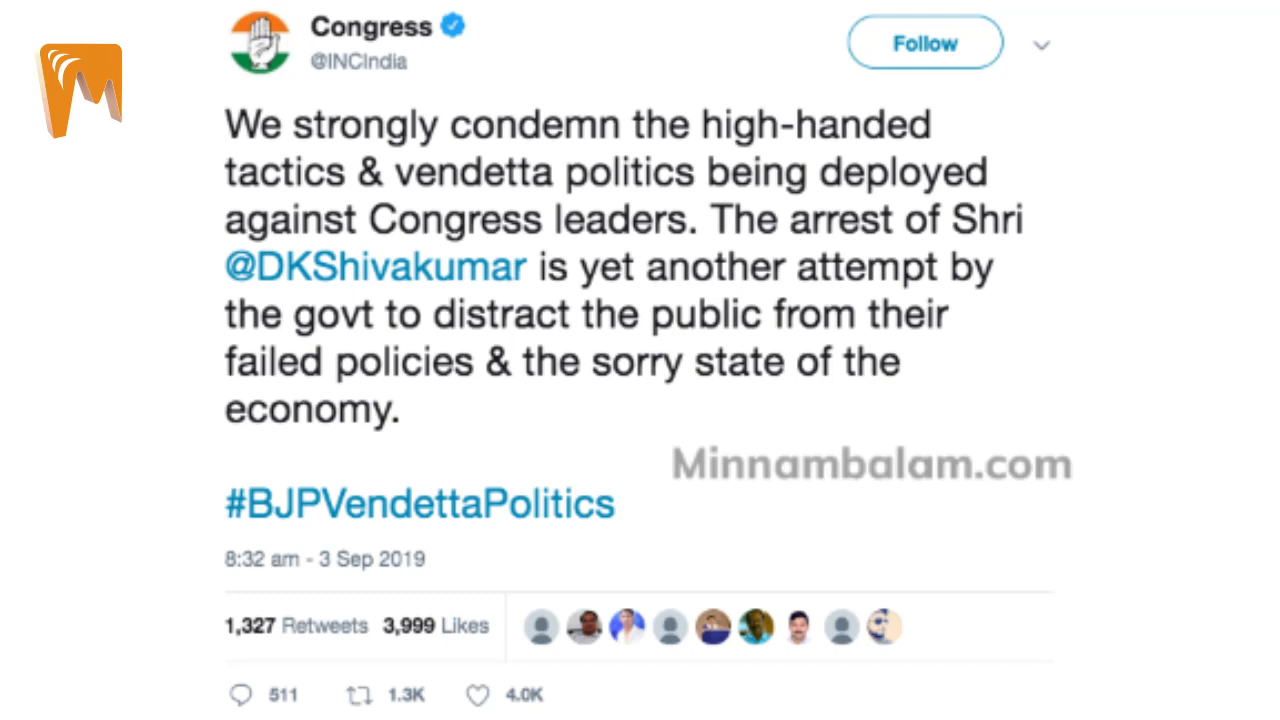 Congress
@INCIndia
Follow
We strongly condemn the high-handed
tactics & vendetta politics being deployed
against Congress leaders. The arrest of Shri
@DKShivakumar is yet another attempt by
the govt to distract the public from their
failed policies & the sorry state of the
economy.
Minnambalam.com
#BJPVendettaPolitics
8:32 am - 3 Sep 2019
1,327 Retweets 3,999 Likes
511 1.3K 4.0K